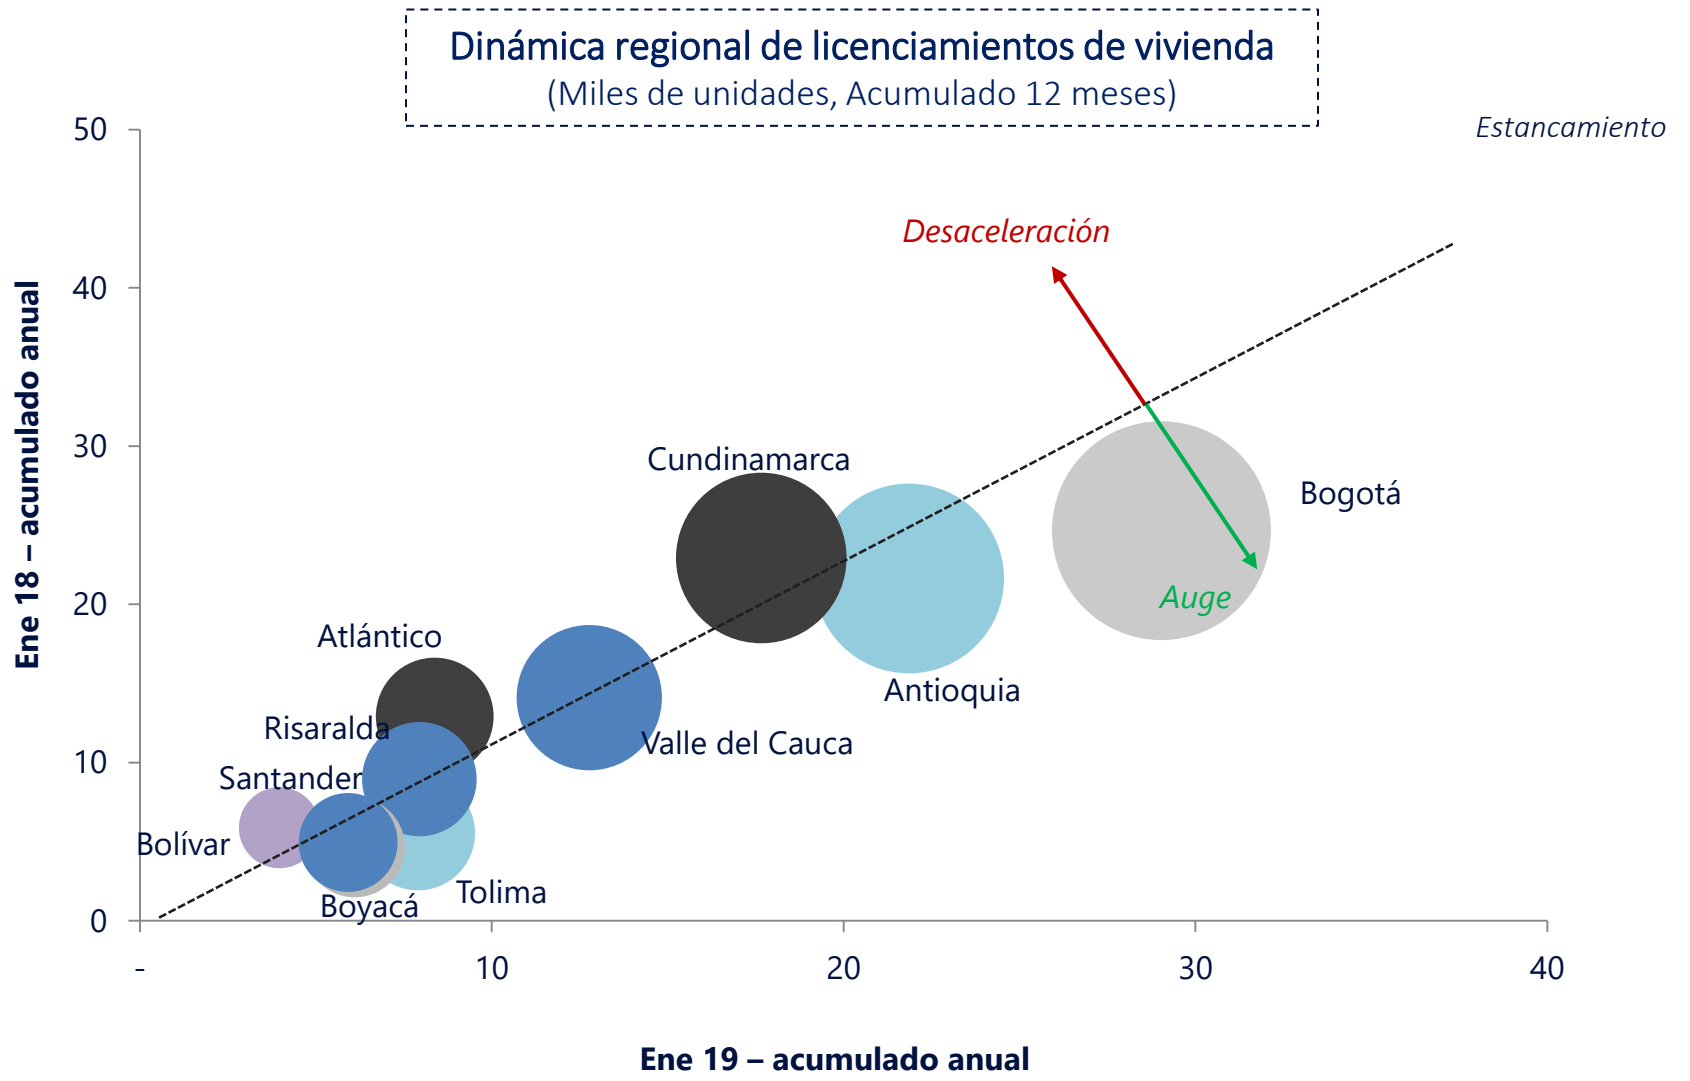 Dinámica regional de licenciamientos de vivienda
(Miles de unidades, Acumulado 12 meses)
Estancamiento
Desaceleración
Auge
Ene 18 – acumulado anual
50
40
30
20
10
0
Cundinamarca
Bogotá
Antioquia
Atlántico
Risaralda
Valle del Cauca
Santander
Bolívar
Tolima
Boyacá
-
10
20
30
40
Ene 19 – acumulado anual